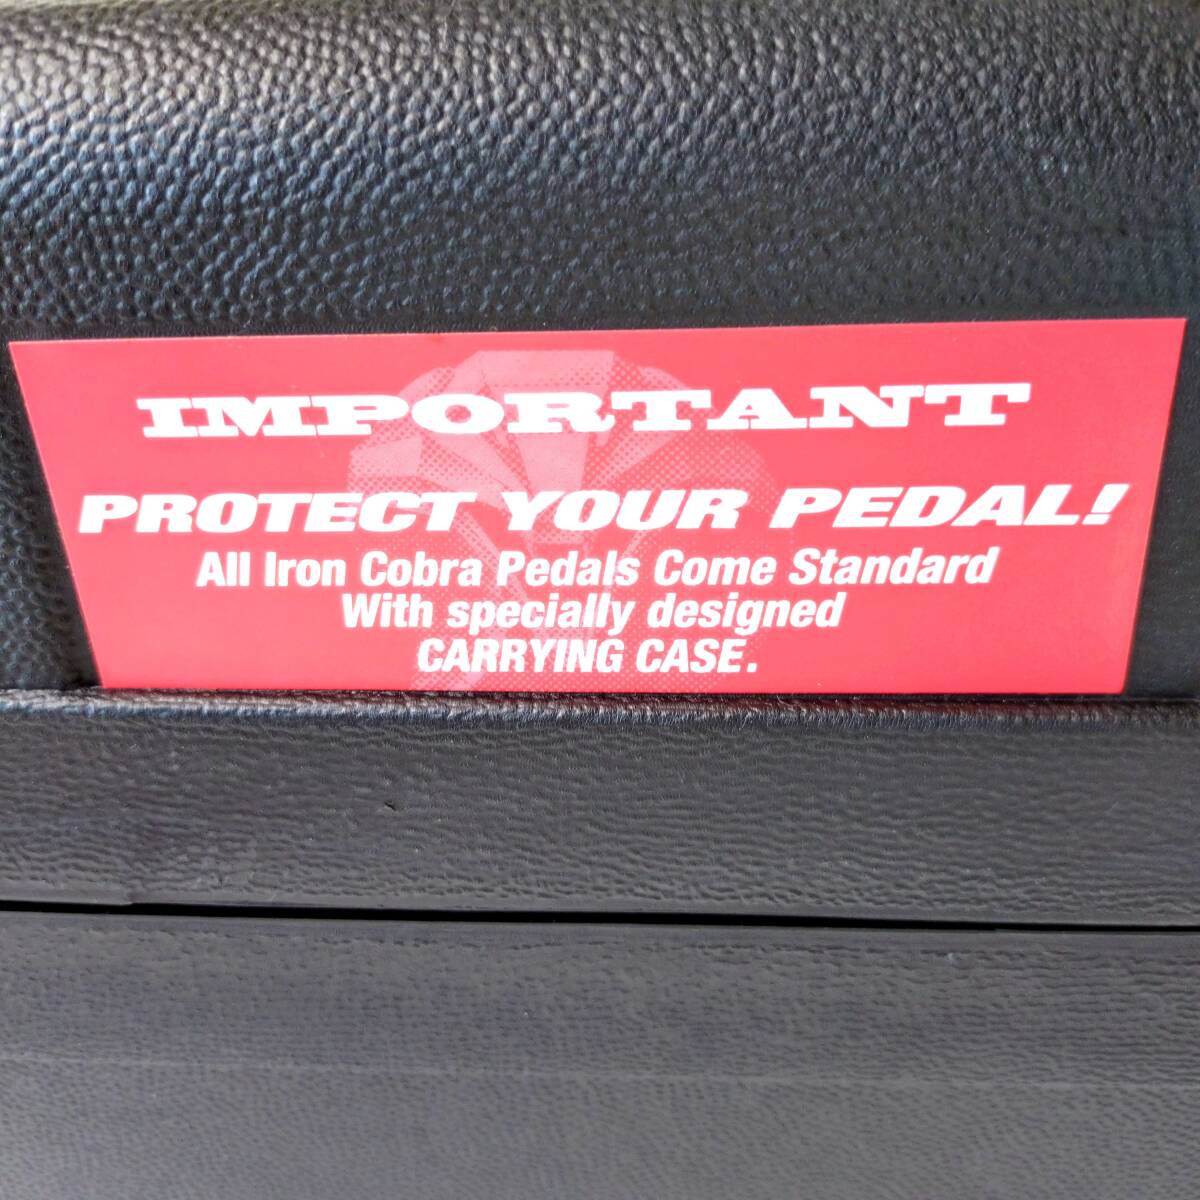 IMPORTANT
PROTECT YOUR PEDAL!
All Iron Cobra Pedals Come Standard
With specially designed
CARRYING CASE.